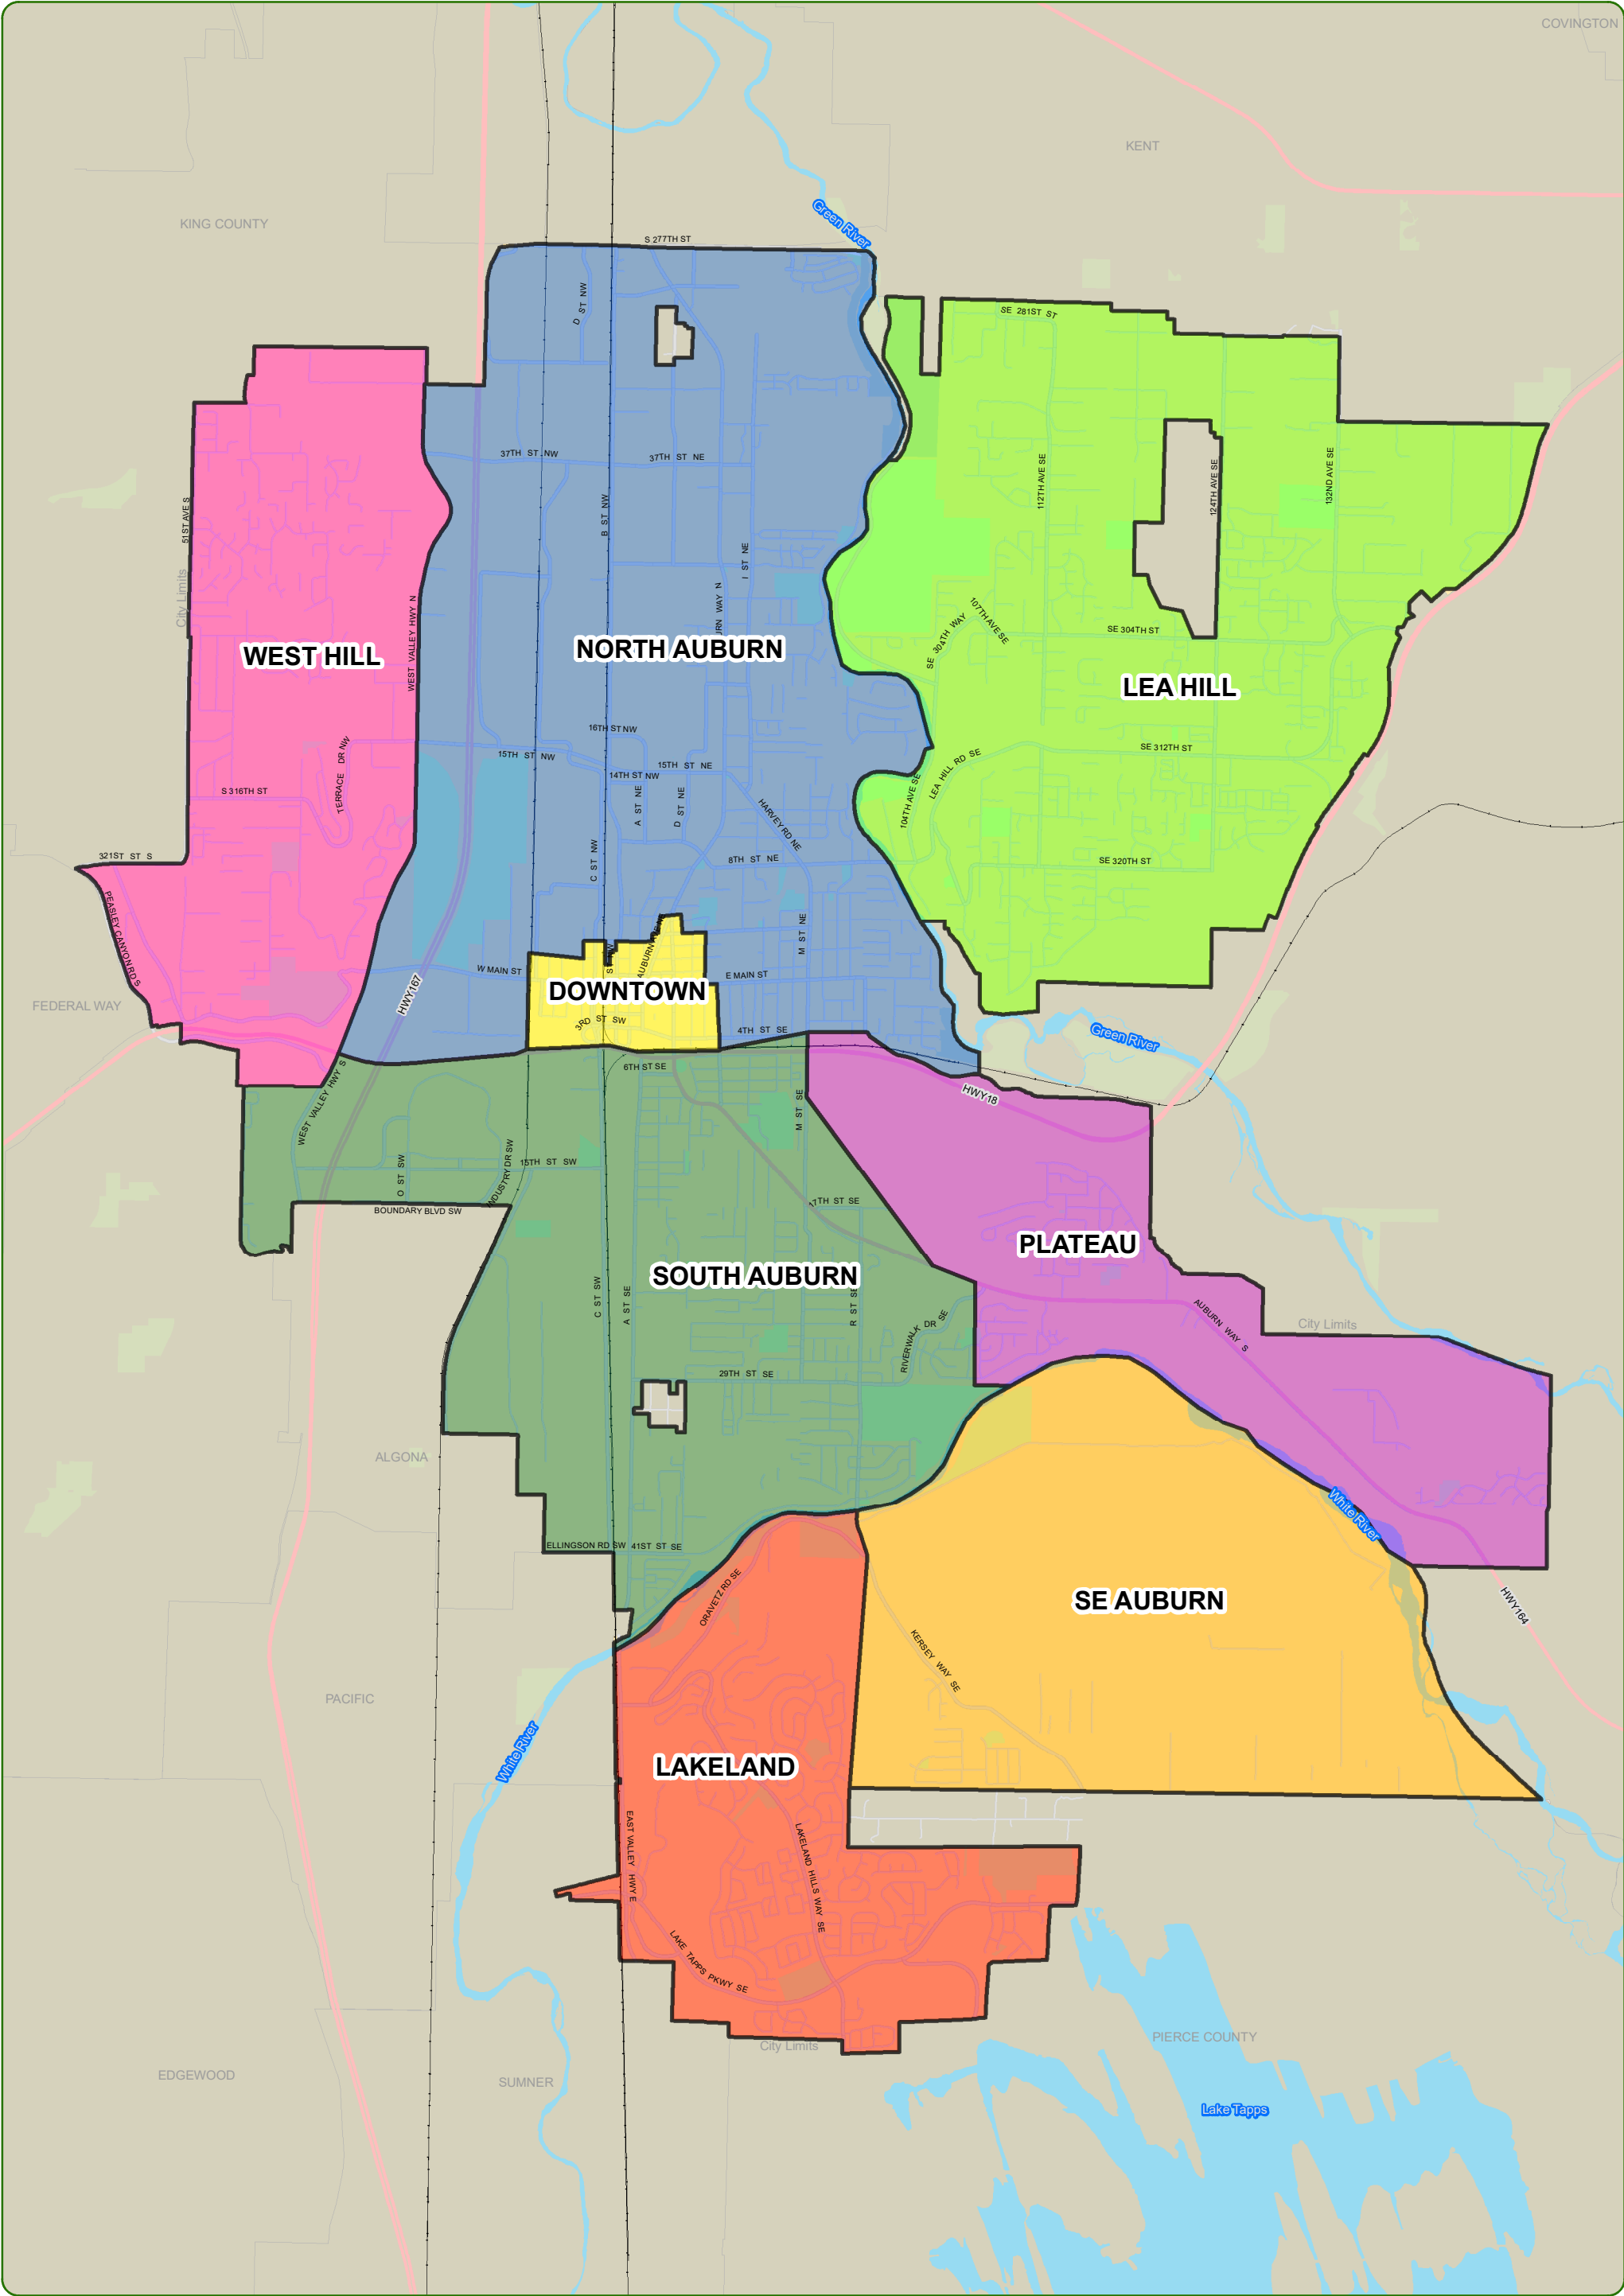 COVINGTON
KENT
KING COUNTY
Green River
S 277TH ST
D ST NW
SE 281ST ST
37TH ST NW
37TH ST NE
112TH AVE SE
124TH AVE SE
132ND AVE SE
51ST AVE S
City Limits
B ST NW
I ST NE
WEST VALLEY HWY N
107TH AVE SE
SE 304TH WAY
SE 304TH ST
WEST HILL
NORTH AUBURN
LEA HILL
16TH ST NW
15TH ST NW
15TH ST NE
14TH ST NW
SE 312TH ST
TERRACE DR NW
LEA HILL RD SE
S 316TH ST
A ST NE
D ST NE
104TH AVE SE
HARVEY RD NE
321ST ST S
C ST NW
8TH ST NE
SE 320TH ST
PEASLEY CANYON RD S
M ST NE
W MAIN ST
E MAIN ST
HWY167
DOWNTOWN
FEDERAL WAY
3RD ST SW
4TH ST SE
Green River
6TH ST SE
HWY18
WEST VALLEY HWY S
M ST SE
15TH ST SW
O ST SW
INDUSTRY DR SW
17TH ST SE
BOUNDARY BLVD SW
PLATEAU
SOUTH AUBURN
C ST SW
A ST SE
R ST SE
RIVERWALK DR SE
AUBURN WAY S
City Limits
29TH ST SE
ALGONA
White River
ELLINGSON RD SW
41ST ST SE
ORAVETZ RD SE
SE AUBURN
HWY164
KERSEY WAY SE
PACIFIC
White River
LAKELAND
EAST VALLEY HWY E
LAKELAND HILLS WAY SE
LAKE TAPPS PKWY SE
City Limits
PIERCE COUNTY
EDGEWOOD
SUMNER
Lake Tapps